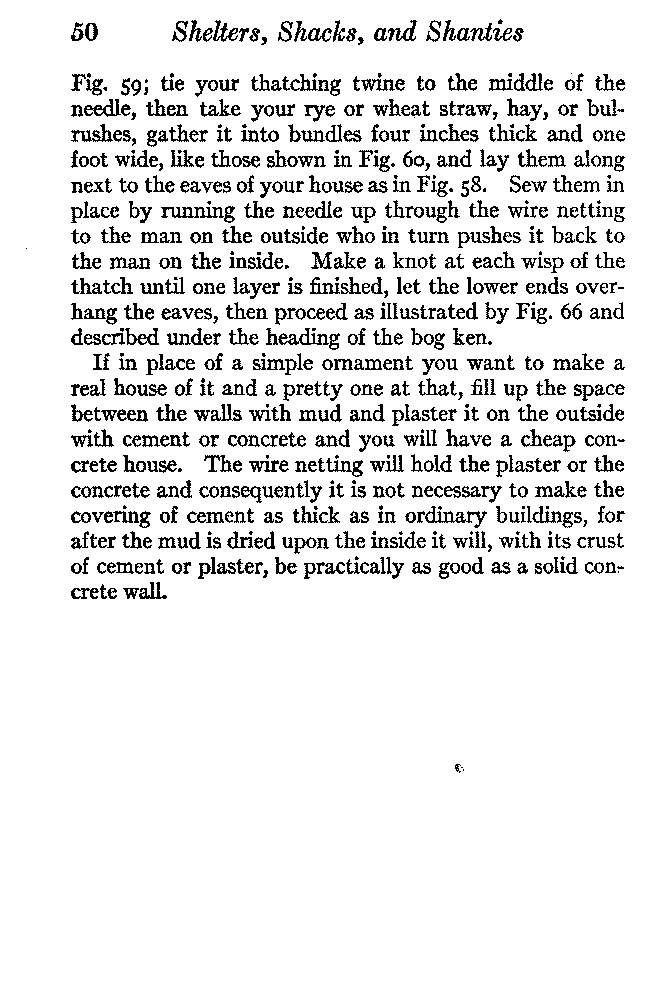 50 Shelters, Shacks, and Shanties
Fig. 59; tie your thatching twine to the middle of the
needle, then take your rye or wheat straw, hay, or bul-
rushes, gather it into bundles four inches thick and one
foot wide, like those shown in Fig. 60, and lay them along
next to the eaves of your house as in Fig. 58. Sew them in
place by running the needle up through the wire netting
to the man on the outside who in turn pushes it back to
the man on the inside. Make a knot at each wisp of the
thatch until one layer is finished, let the lower ends over-
hang the eaves, then proceed as illustrated by Fig. 66 and
described under the heading of the bog ken.
If in place of a simple ornament you want to make a
real house of it and a pretty one at that, fill up the space
between the walls with mud and plaster it on the outside
with cement or concrete and you will have a cheap con-
crete house. The wire netting will hold the plaster or the
concrete and consequently it is not necessary to make the
covering of cement as thick as in ordinary buildings, for
after the mud is dried upon the inside it will, with its crust
of cement or plaster, be practically as good as a solid con-
crete wall.